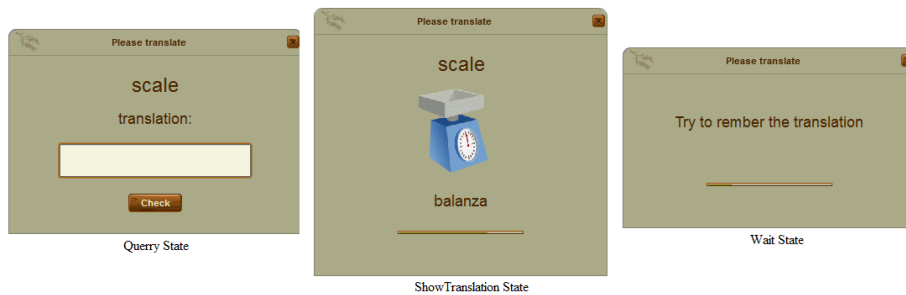 Please translate
scale
translation:
Check
Querry State
Please translate
scale
balanza
ShowTranslation State
Please translate
Try to rember the translation
Wait State